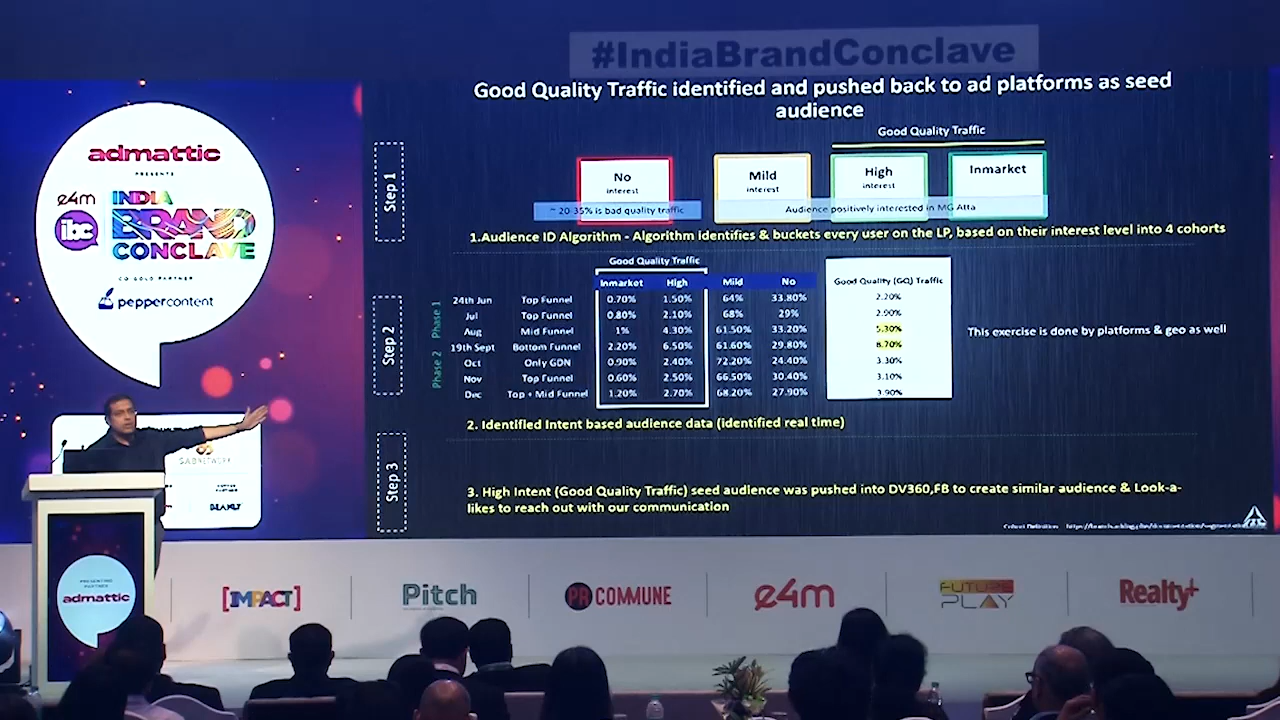 #IndiaBrandConclave
Good Quality Traffic identified and pushed back to ad platforms as seed
audience
admattic
PRESENTS
e4m
ibc
INDIA
BRAND
CONCLAVE
CO GOLD PARTNER
peppercontent
Step 1
Good Quality Traffic
No
interest
Mild
interest
High
interest
Inmarket
~ 20-35% is bad quality traffic
Audience positively interested in MG Atta
1.Audience ID Algorithm - Algorithm Identifies & buckets every user on the LP, based on their interest level into 4 cohorts
Step 2
Phase 1
Phase 2
Good Quality Traffic
Inmarket High Mild No
Good Quality (GQ) Traffic
24th Jun Top Funnel 0.70% 1.50% 64% 33.80% 2.20%
Jul Top Funnel 0.80% 2.10% 68% 29% 2.90%
Aug Mid Funnel 1% 4.30% 61.50% 33.20% 5.30%
19th Sept Bottom Funnel 2.20% 6.50% 61.60% 29.80% 8.70%
Oct Only GDN 0.90% 2.40% 72.20% 24.40% 3.30%
Nov Top Funnel 0.60% 2.50% 66.50% 30.40% 3.10%
Dec Top + Mid Funnel 1.20% 2.70% 68.20% 27.90% 3.90%
This exercise is done by platforms & geo as well
2. Identified Intent based audience data (identified real time)
Step 3
3. High Intent (Good Quality Traffic) seed audience was pushed into DV360,FB to create similar audience & Look-a-
likes to reach out with our communication
PRESENTING
PARTNER
admattic
[IMPACT]
Pitch
PR COMMUNE
e4m
FUTURE
PLAY
Realty+